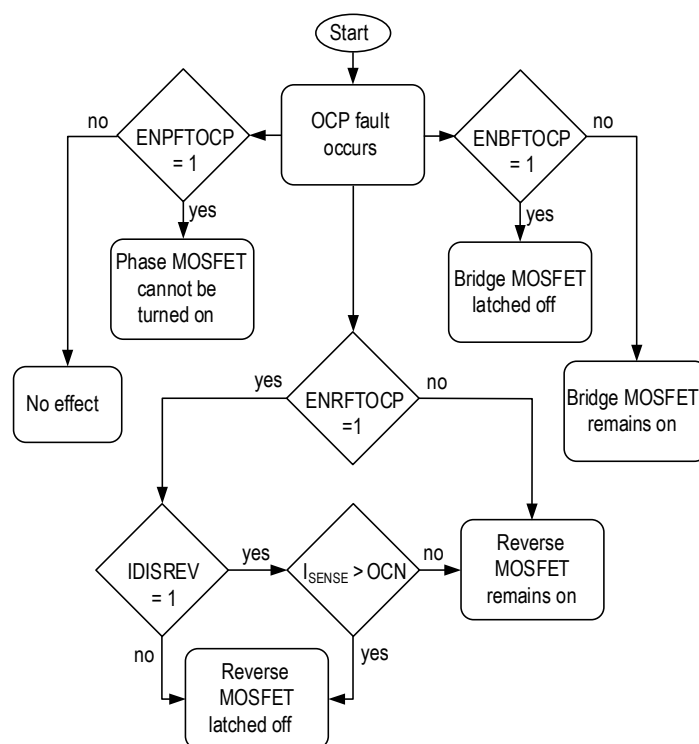 Start
OCP fault
occurs
no
ENPFTOCP
= 1
yes
Phase MOSFET
cannot be
turned on
No effect
ENBFTOCP
= 1
no
yes
Bridge MOSFET
latched off
Bridge MOSFET
remains on
yes
ENRFTOCP
=1
no
IDISREV
= 1
yes
no
ISENSE > OCN
no
yes
Reverse
MOSFET
remains on
Reverse
MOSFET
latched off